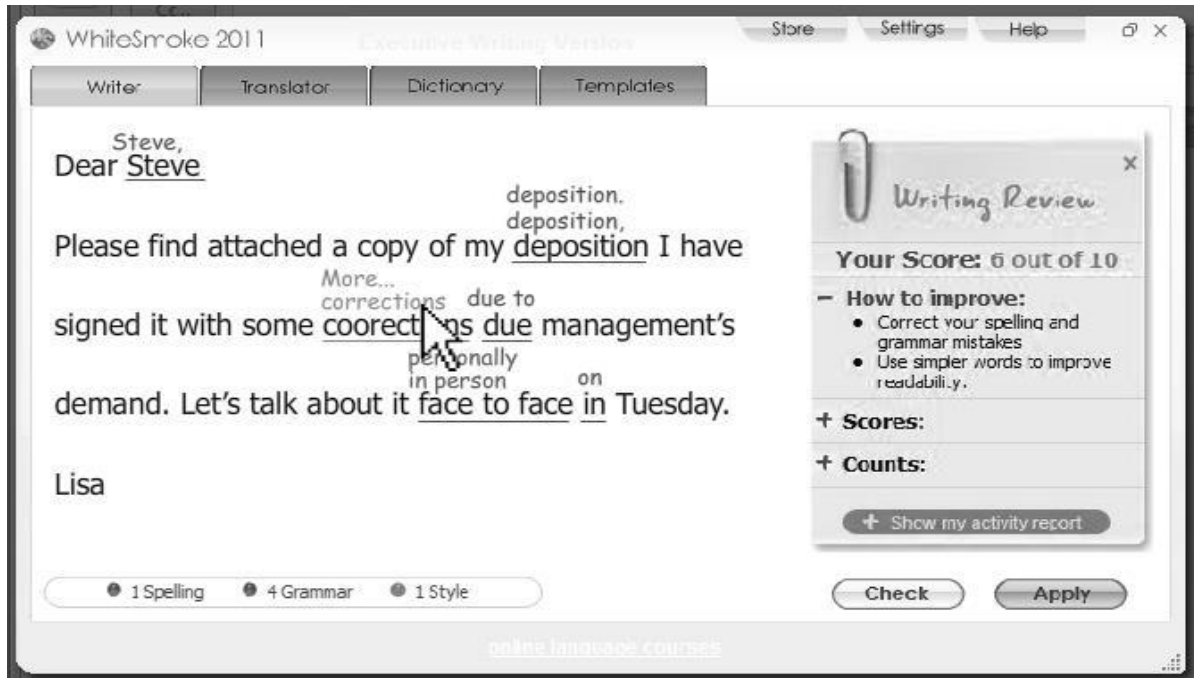 WhiteSmoke 2011
Executive Writing Version
Store Settings Help
Writer Translator Dictionary Templates
Steve,
Dear Steve
deposition.
deposition,
Please find attached a copy of my deposition I have
More...
corrections due to
signed it with some coorections due management's
personally
in person on
demand. Let's talk about it face to face in Tuesday.
Lisa
1 Spelling 4 Grammar 1 Style
Writing Review
Your Score: 6 out of 10
– How to improve:
• Correct your spelling and
grammar mistakes
• Use simpler words to improve
readability.
+ Scores:
+ Counts:
+ Show my activity report
Check Apply
online language courses